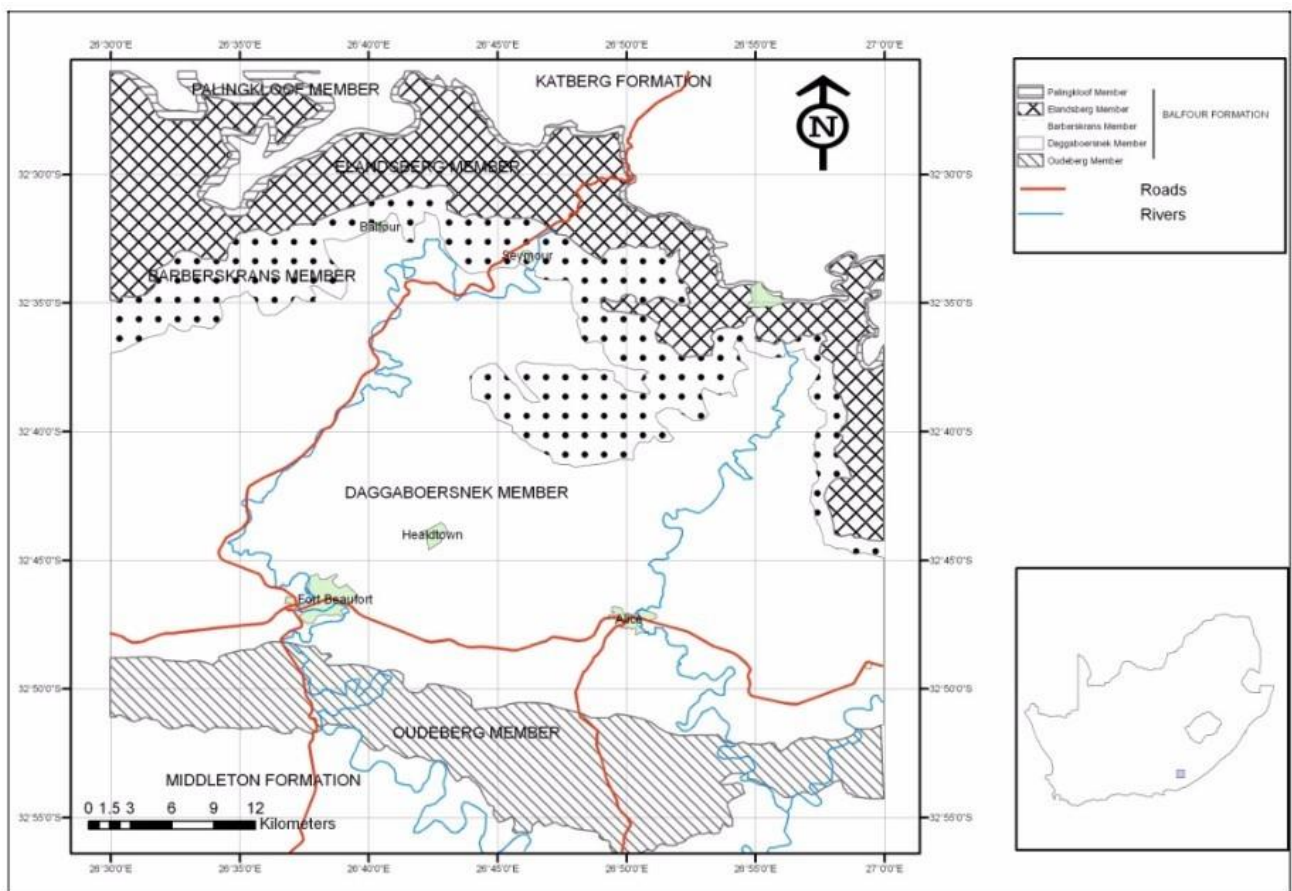 26°30'0"E 26°35'0"E 26°40'0"E 26°45'0"E 26°50'0"E 26°55'0"E 27°0'0"E
PALINGKLOOF MEMBER
KATBERG FORMATION
N
ELANDSBERG MEMBER
32°30'0"S 32°30'0"S
Balfour
Seymour
BARBERSKRANS MEMBER
32°35'0"S 32°35'0"S
32°40'0"S 32°40'0"S
DAGGABOERSNEK MEMBER
Healdtown
32°45'0"S 32°45'0"S
Fort Beaufort
Alice
32°50'0"S 32°50'0"S
OUDEBERG MEMBER
MIDDLETON FORMATION
0 1.5 3 6 9 12
Kilometers
32°55'0"S 32°55'0"S
26°30'0"E 26°35'0"E 26°40'0"E 26°45'0"E 26°50'0"E 26°55'0"E 27°0'0"E
Palingkloof Member
Elandsberg Member
Barberskrans Member
Daggaboersnek Member
Oudeberg Member
BALFOUR FORMATION
Roads
Rivers